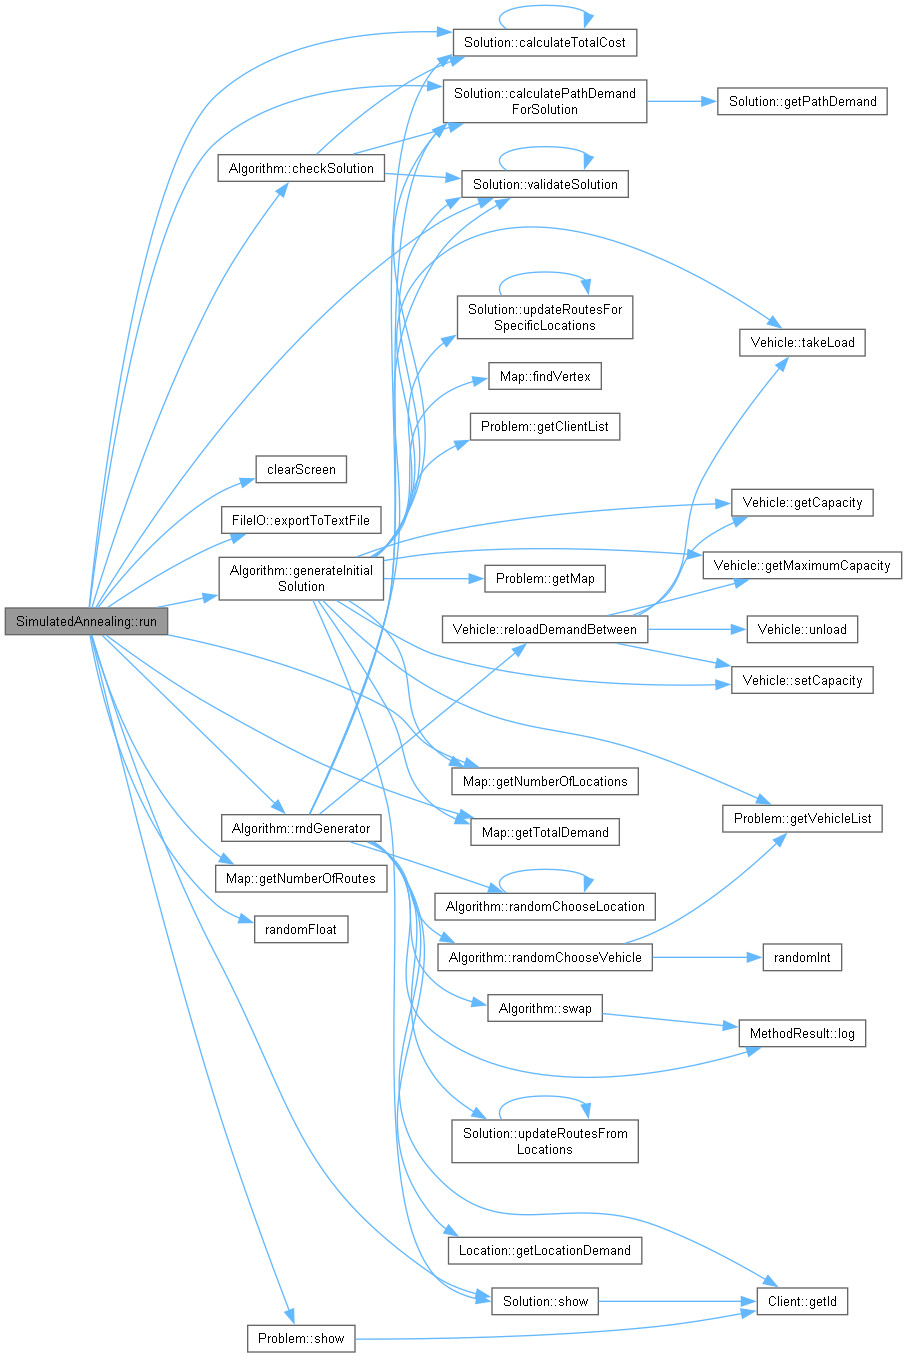 Solution::calculateTotalCost
Solution::calculatePathDemand
ForSolution
Solution::getPathDemand
Algorithm::checkSolution
Solution::validateSolution
Solution::updateRoutesFor
SpecificLocations
Vehicle::takeLoad
Map::findVertex
Problem::getClientList
clearScreen
Vehicle::getCapacity
FileIO::exportToTextFile
Vehicle::getMaximumCapacity
Algorithm::generateInitial
Solution
Problem::getMap
SimulatedAnnealing::run
Vehicle::reloadDemandBetween
Vehicle::unload
Vehicle::setCapacity
Map::getNumberOfLocations
Problem::getVehicleList
Algorithm::rndGenerator
Map::getTotalDemand
Map::getNumberOfRoutes
Algorithm::randomChooseLocation
randomFloat
Algorithm::randomChooseVehicle
randomInt
Algorithm::swap
MethodResult::log
Solution::updateRoutesFrom
Locations
Location::getLocationDemand
Solution::show
Client::getId
Problem::show